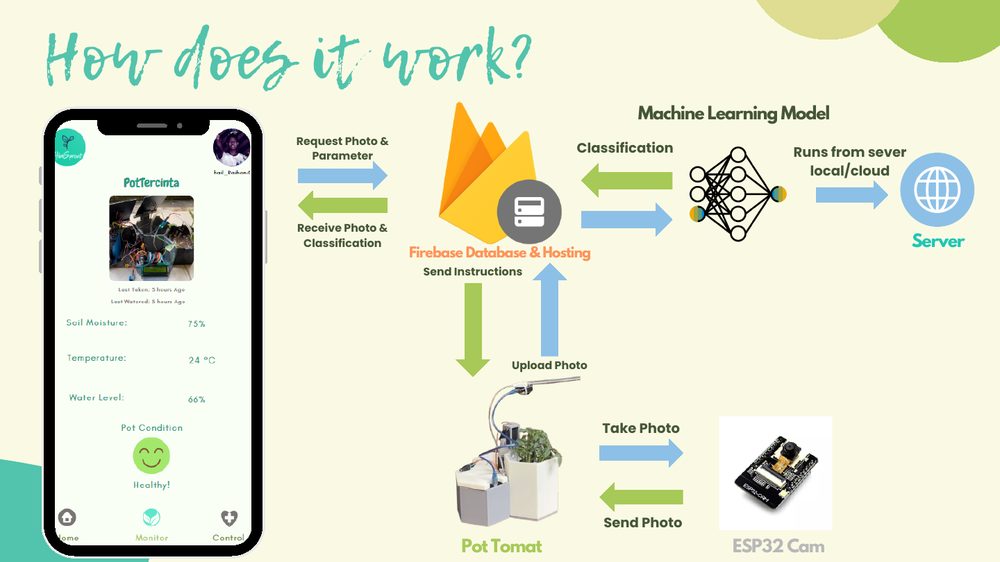 How does it work?
PotTercinta
Last Taken: 5 hours Ago
Last Watered: 5 hours Ago
Soil Moisture:
75%
Temperature:
24 °C
Water Level:
66%
Pot Condition
Healthy!
Home
Monitor
Control
Request Photo &
Parameter
Receive Photo &
Classification
Firebase Database & Hosting
Send Instructions
Upload Photo
Machine Learning Model
Classification
Runs from sever
local/cloud
Server
Take Photo
Send Photo
Pot Tomat
ESP32 Cam
ESP32-CAM